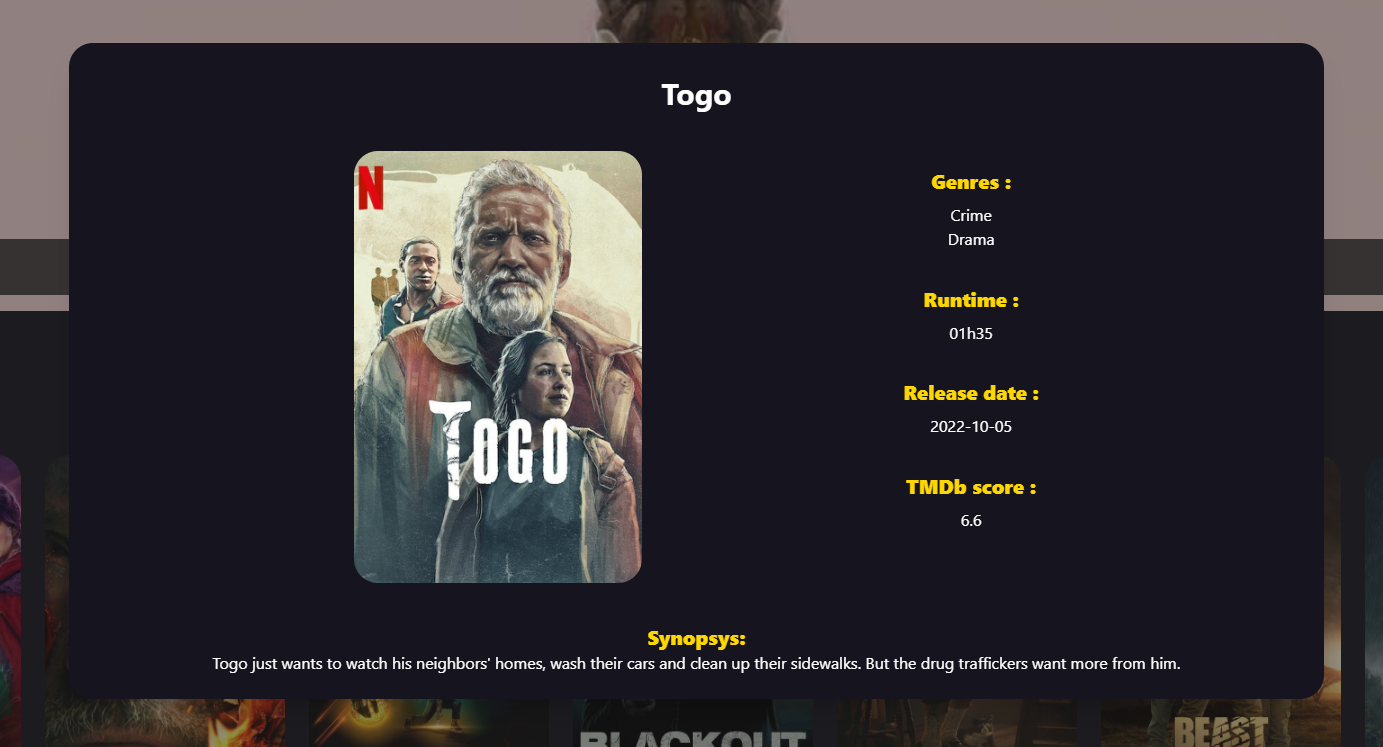 Togo
N
TOGO
Genres :
Crime
Drama
Runtime :
01h35
Release date :
2022-10-05
TMDb score :
6.6
Synopsys:
Togo just wants to watch his neighbors' homes, wash their cars and clean up their sidewalks. But the drug traffickers want more from him.
BLACKOUT
BEAST